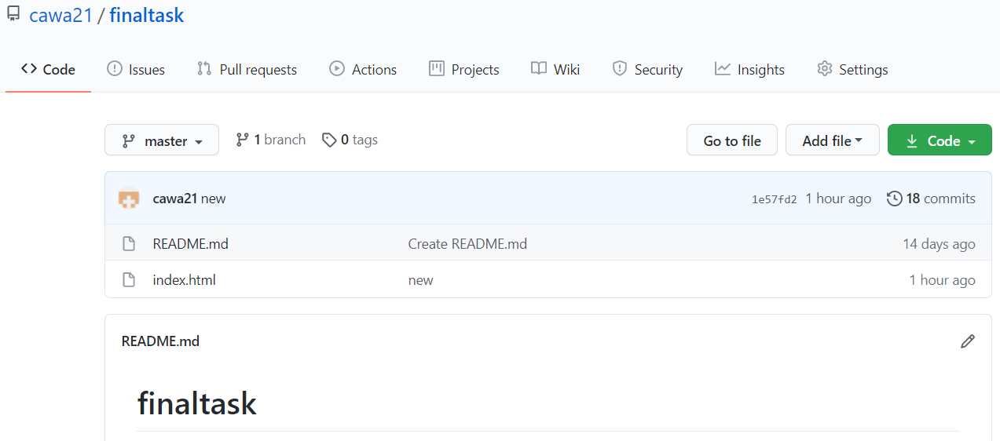 cawa21 / finaltask
Code Issues Pull requests Actions Projects Wiki Security Insights Settings
master 1 branch 0 tags Go to file Add file Code
cawa21 new 1e57fd2 1 hour ago 18 commits
README.md Create README.md 14 days ago
index.html new 1 hour ago
README.md
finaltask